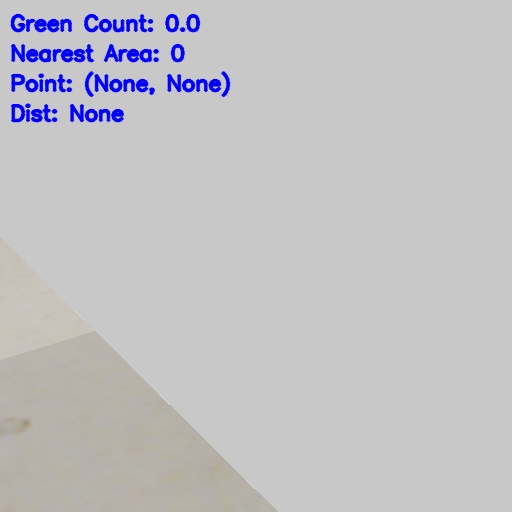 Green Count: 0.0
Nearest Area: 0
Point: (None, None)
Dist: None